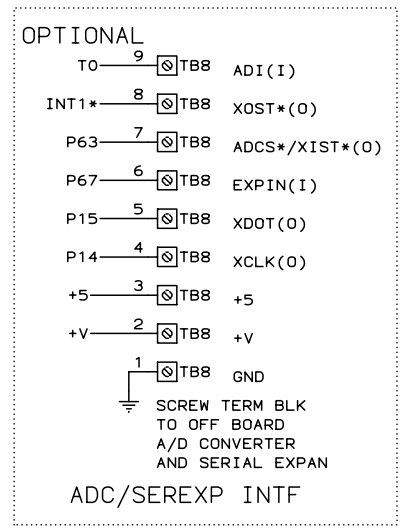 OPTIONAL
T0 9 TB8 ADI(I)
INT1* 8 TB8 XOST*(O)
P63 7 TB8 ADCS*/XIST*(O)
P67 6 TB8 EXPIN(I)
P15 5 TB8 XDOT(O)
P14 4 TB8 XCLK(O)
+5 3 TB8 +5
+V 2 TB8 +V
1 TB8 GND
SCREW TERM BLK
TO OFF BOARD
A/D CONVERTER
AND SERIAL EXPAN
ADC/SEREXP INTF